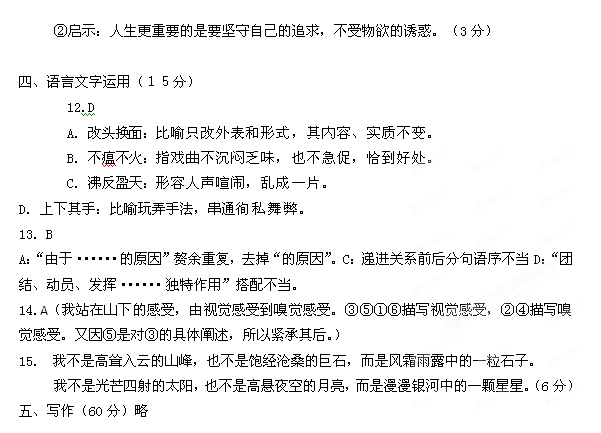 ②启示：人生更重要的是要坚守自己的追求，不受物欲的诱惑。（3分）
四、语言文字运用（１５分）
12.D
A. 改头换面：比喻只改外表和形式，其内容、实质不变。
B. 不瘟不火：指戏曲不沉闷乏味，也不急促，恰到好处。
C. 沸反盈天：形容人声喧闹，乱成一片。
D. 上下其手：比喻玩弄手法，串通徇私舞弊。
13. B
A：“由于······的原因”赘余重复，去掉“的原因”。C：递进关系前后分句语序不当 D：“团
结、动员、发挥······独特作用”搭配不当。
14.A（我站在山下的感受，由视觉感受到嗅觉感受。③⑤①⑥描写视觉感受，②④描写嗅
觉感受。又因⑤是对③的具体阐述，所以紧承其后。）
15. 我不是高耸入云的山峰，也不是饱经沧桑的巨石，而是风霜雨露中的一粒石子。
我不是光芒四射的太阳，也不是高悬夜空的月亮，而是漫漫银河中的一颗星星。（6分）
五、写作（60分）略